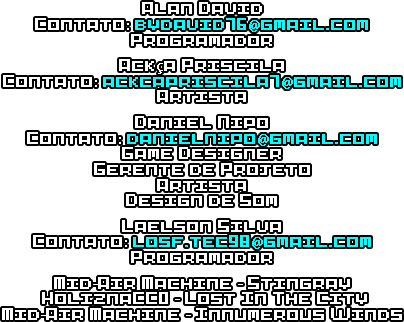 Alan David
Contato: bydavid76@gmail.com
Programador
Ackça Priscila
Contato: ackcapriscila7@gmail.com
Artista
Daniel Nipo
Contato: danielnipo@gmail.com
Game Designer
Gerente de Projeto
Artista
Design de Som
Laelson Silva
Contato: losf.tec98@gmail.com
Programador
Mid-Air Machine - Stingray
HoliznaCC0 - Lost In The City
Mid-Air Machine - Innumerous Winds